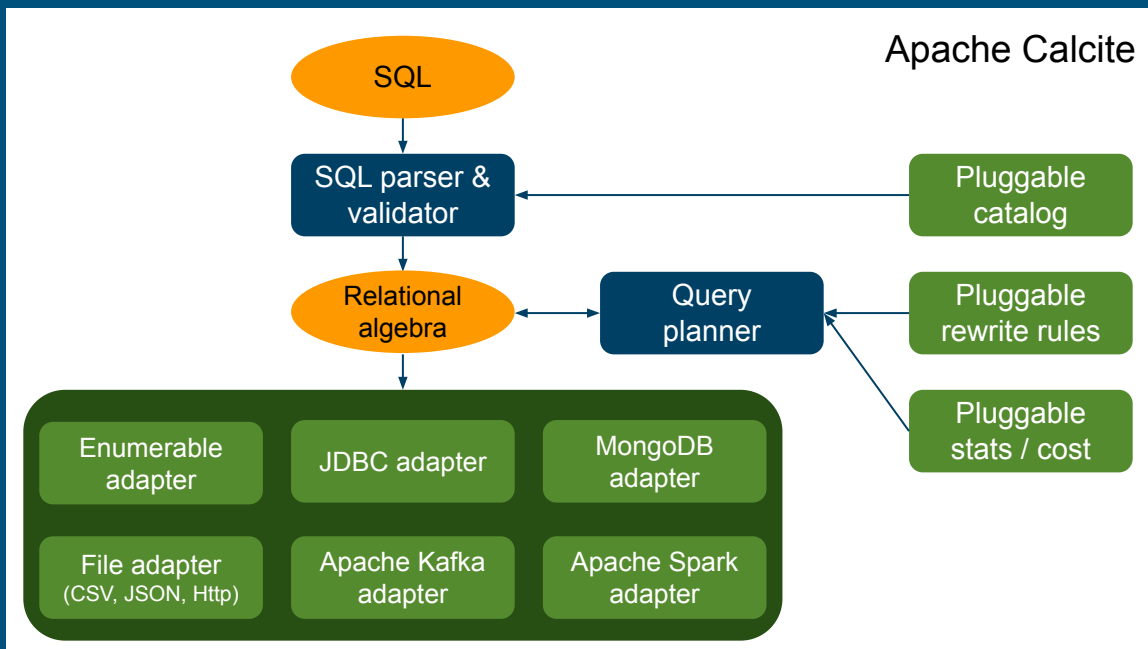 Apache Calcite
SQL
SQL parser &
validator
Pluggable
catalog
Relational
algebra
Query
planner
Pluggable
rewrite rules
Pluggable
stats / cost
Enumerable
adapter
JDBC adapter
MongoDB
adapter
File adapter
(CSV, JSON, Http)
Apache Kafka
adapter
Apache Spark
adapter